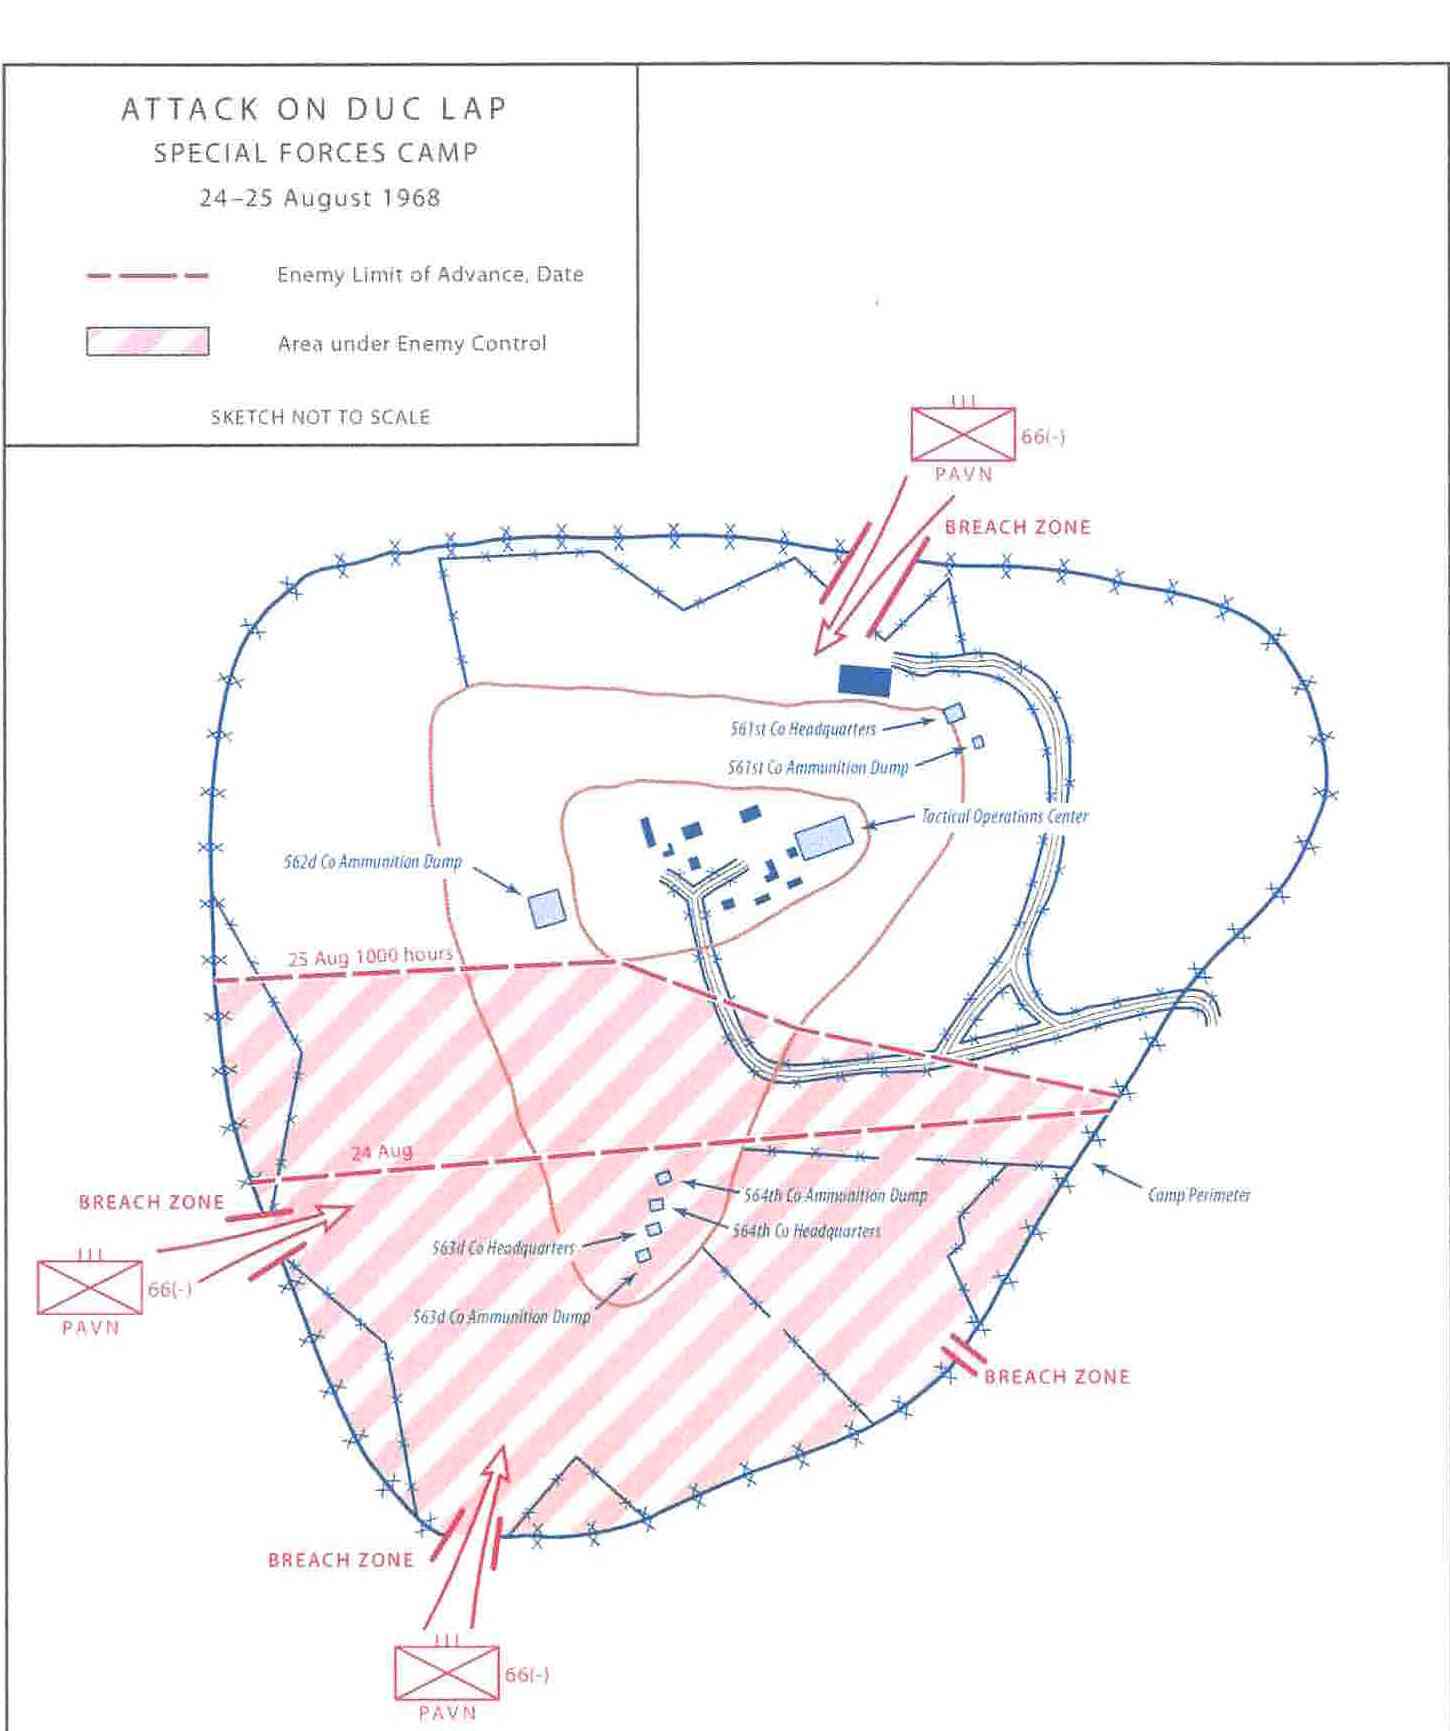 ATTACK ON DUC LAP
SPECIAL FORCES CAMP
24–25 August 1968
Enemy Limit of Advance, Date
Area under Enemy Control
SKETCH NOT TO SCALE
66(-)
PAVN
BREACH ZONE
561st Co Headquarters
561st Co Ammunition Dump
Tactical Operations Center
562d Co Ammunition Dump
25 Aug 1000 hours
24 Aug
BREACH ZONE
66(-)
PAVN
564th Co Ammunition Dump
Camp Perimeter
564th Co Headquarters
563d Co Headquarters
563d Co Ammunition Dump
BREACH ZONE
BREACH ZONE
66(-)
PAVN